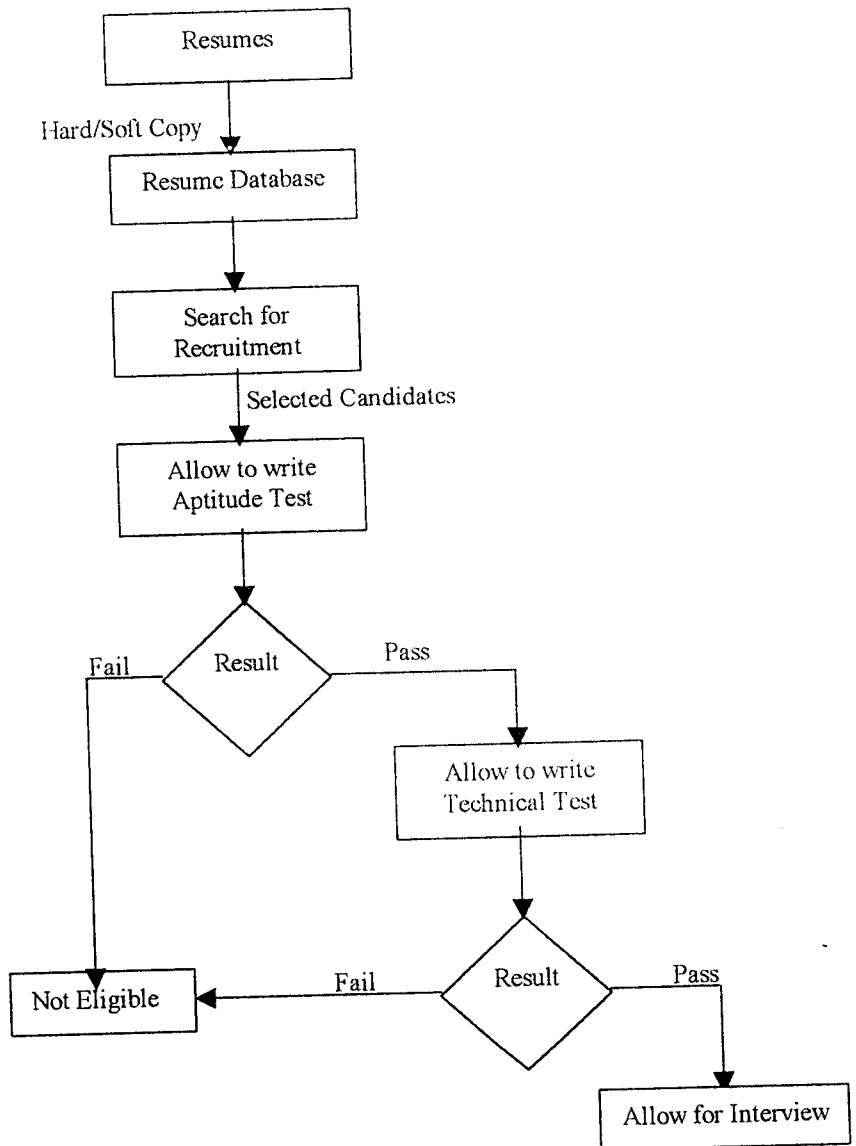 Resumes
Hard/Soft Copy
Resume Database
Search for
Recruitment
Selected Candidates
Allow to write
Aptitude Test
Fail
Result
Pass
Allow to write
Technical Test
Not Eligible
Fail
Result
Pass
Allow for Interview